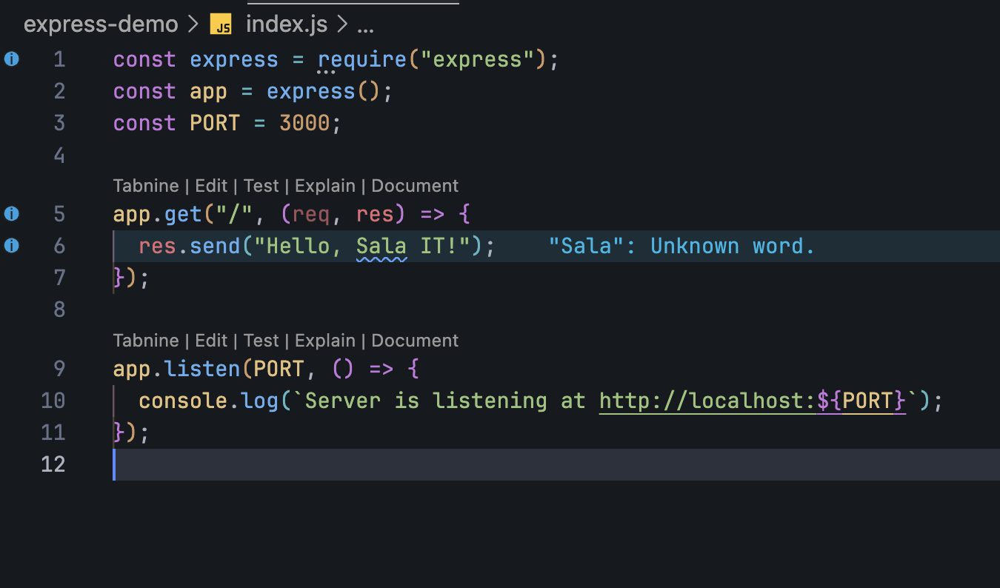 express-demo > JS index.js > ...
1 const express = require("express");
2 const app = express();
3 const PORT = 3000;
4
Tabnine | Edit | Test | Explain | Document
5 app.get("/", (req, res) => {
6   res.send("Hello, Sala IT!");    "Sala": Unknown word.
7 });
8
Tabnine | Edit | Test | Explain | Document
9 app.listen(PORT, () => {
10   console.log(`Server is listening at http://localhost:${PORT}`);
11 });
12